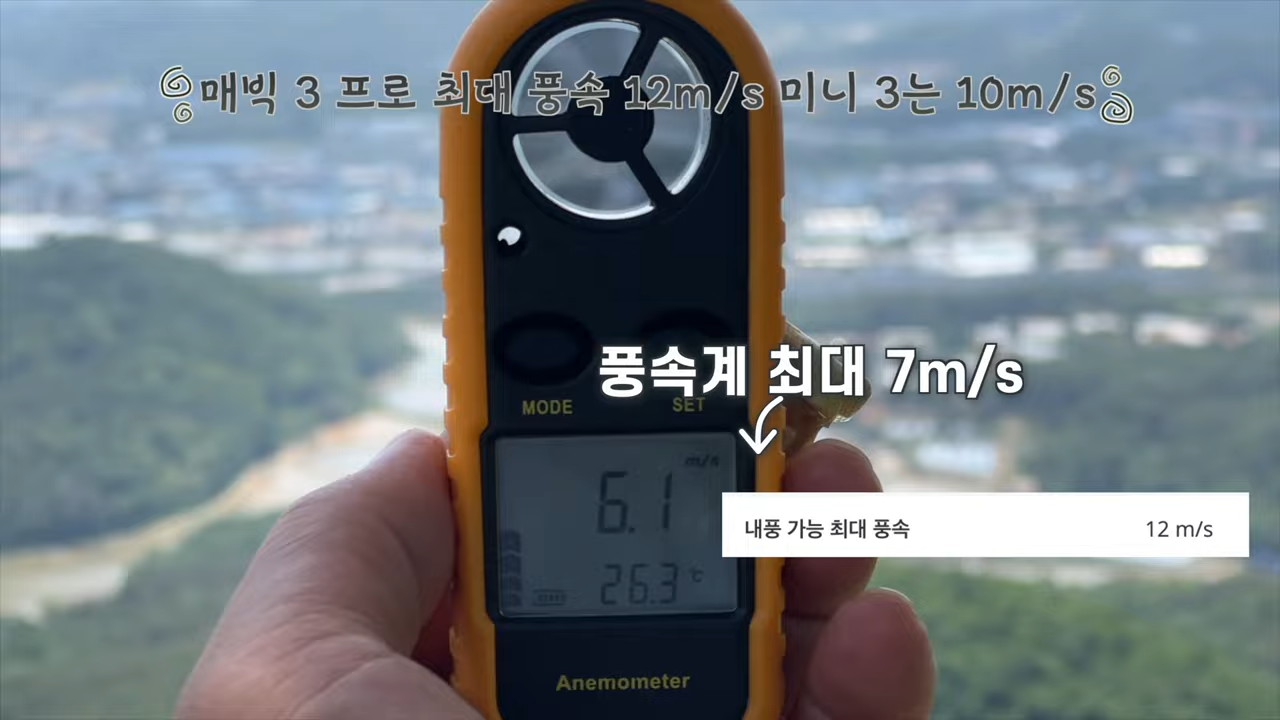 매빅 3 프로 최대 풍속 12m/s 미니 3는 10m/s
풍속계 최대 7m/s
MODE
SET
m/s
6.1
내풍 가능 최대 풍속 12 m/s
26.3 °C
Anemometer